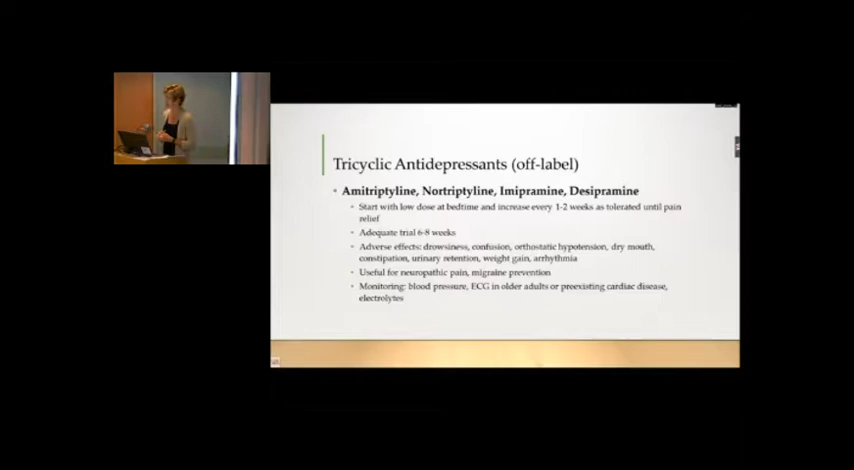 Tricyclic Antidepressants (off-label)
Amitriptyline, Nortriptyline, Imipramine, Desipramine
Start with low dose at bedtime and increase every 1-2 weeks as tolerated until pain
relief
Adequate trial 6-8 weeks
Adverse effects: drowsiness, confusion, orthostatic hypotension, dry mouth,
constipation, urinary retention, weight gain, arrhythmia
Useful for neuropathic pain, migraine prevention
Monitoring: blood pressure, ECG in older adults or preexisting cardiac disease,
electrolytes